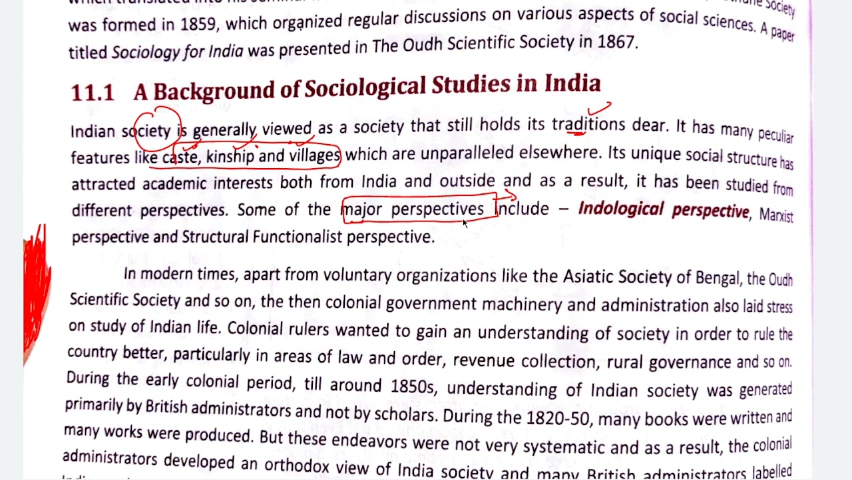 was formed in 1859, which organized regular discussions on various aspects of social sciences. A paper
titled Sociology for India was presented in The Oudh Scientific Society in 1867.
11.1 A Background of Sociological Studies in India
Indian society is generally viewed as a society that still holds its traditions dear. It has many peculiar
features like caste, kinship and villages which are unparalleled elsewhere. Its unique social structure has
attracted academic interests both from India and outside and as a result, it has been studied from
different perspectives. Some of the major perspectives include – Indological perspective, Marxist
perspective and Structural Functionalist perspective.
In modern times, apart from voluntary organizations like the Asiatic Society of Bengal, the Oudh
Scientific Society and so on, the then colonial government machinery and administration also laid stress
on study of Indian life. Colonial rulers wanted to gain an understanding of society in order to rule the
country better, particularly in areas of law and order, revenue collection, rural governance and so on.
During the early colonial period, till around 1850s, understanding of Indian society was generated
primarily by British administrators and not by scholars. During the 1820-50, many books were written and
many works were produced. But these endeavors were not very systematic and as a result, the colonial
administrators developed an orthodox view of India society and many British administrators labelled